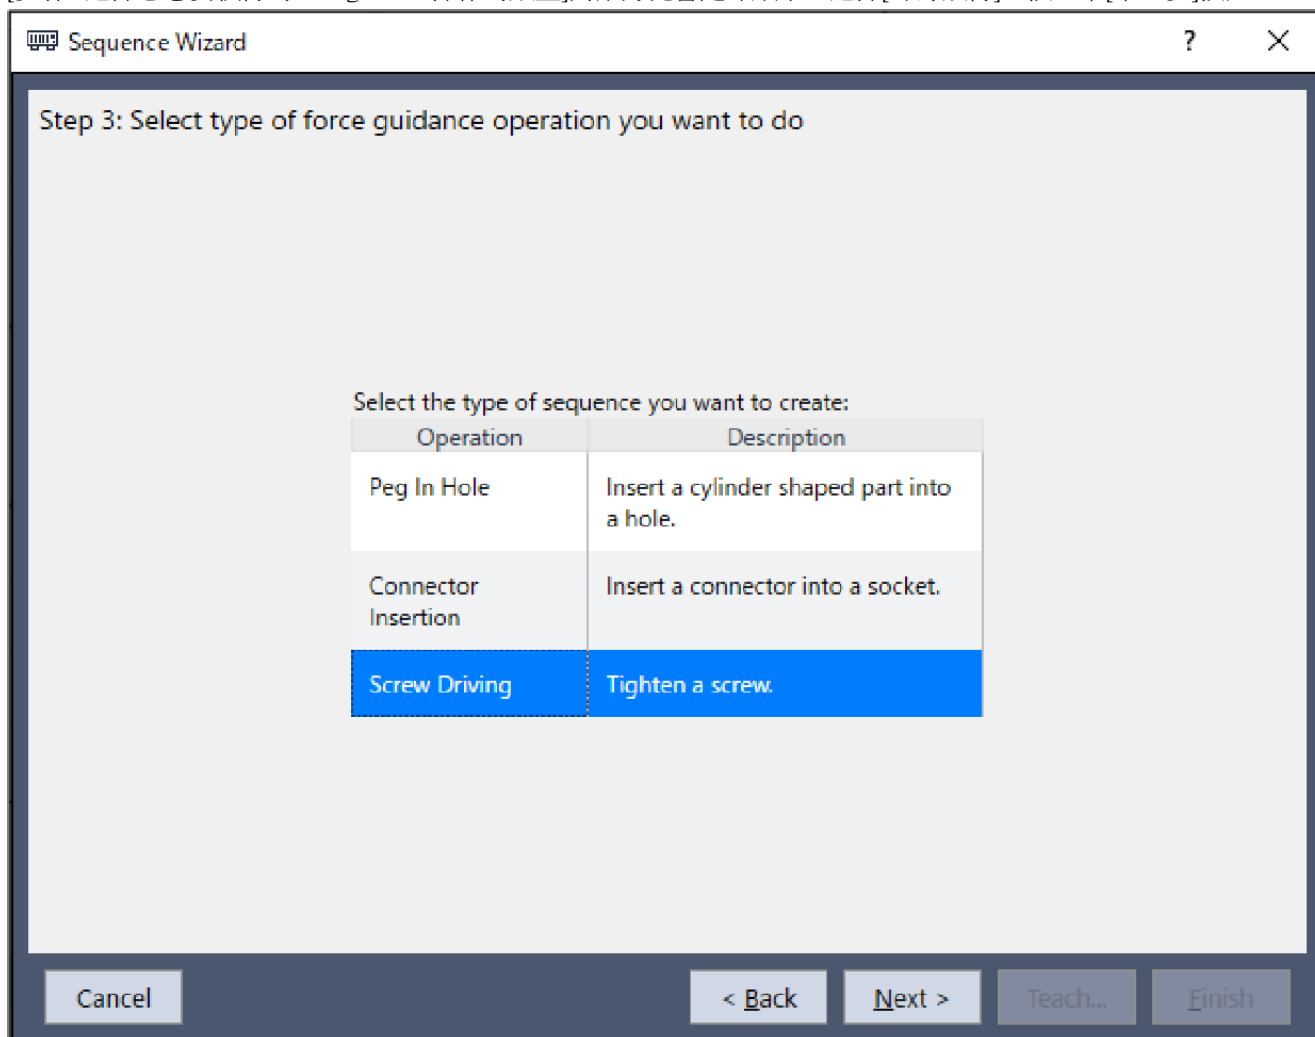 Sequence Wizard
?
Step 3: Select type of force guidance operation you want to do
Select the type of sequence you want to create:
Operation Description
Peg In Hole Insert a cylinder shaped part into
a hole.
Connector Insert a connector into a socket.
Insertion
Screw Driving Tighten a screw.
Cancel < Back Next > Teach... Finish